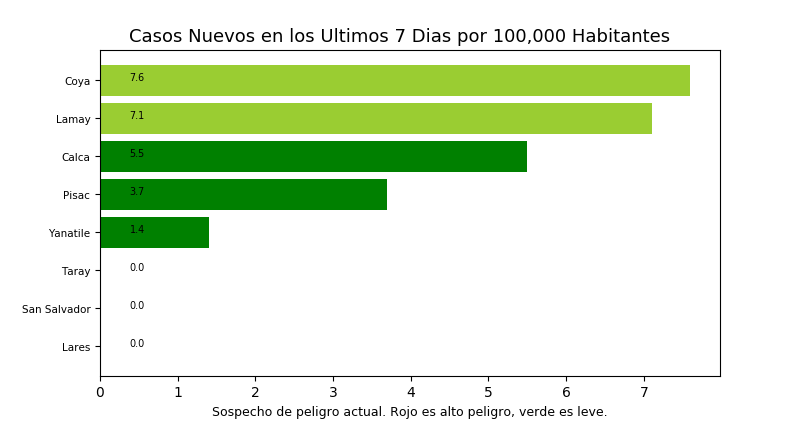 Casos Nuevos en los Ultimos 7 Dias por 100,000 Habitantes
Coya 7.6
Lamay 7.1
Calca 5.5
Pisac 3.7
Yanatile 1.4
Taray 0.0
San Salvador 0.0
Lares 0.0
0 1 2 3 4 5 6 7
Sospecho de peligro actual. Rojo es alto peligro, verde es leve.